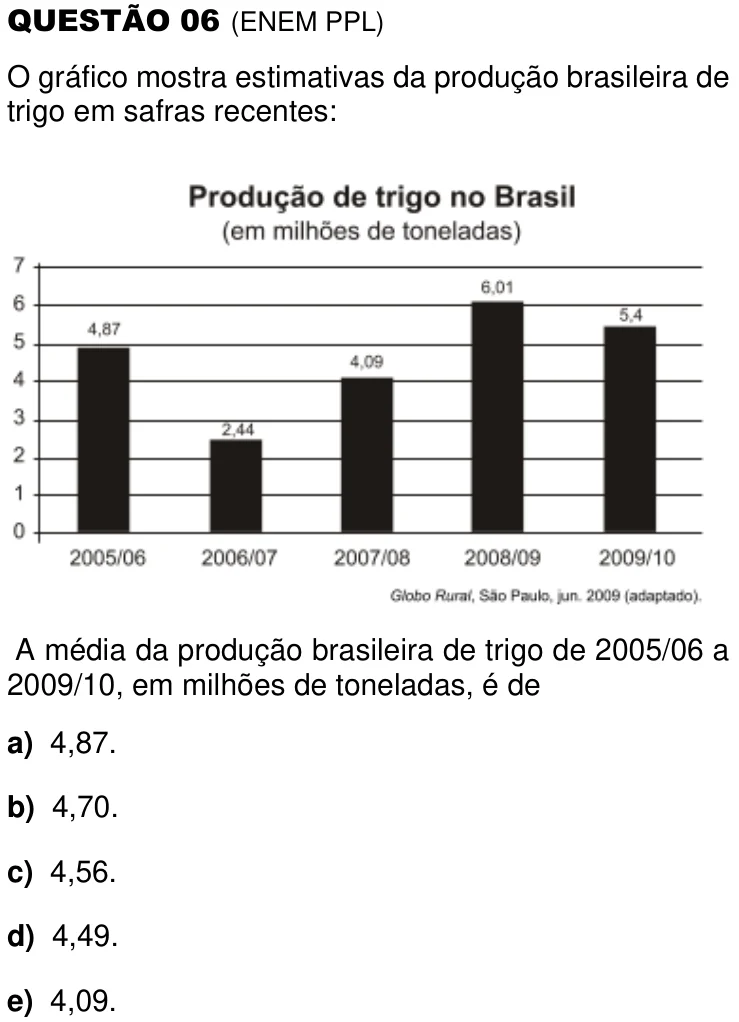 QUESTÃO 06 (ENEM PPL)
O gráfico mostra estimativas da produção brasileira de
trigo em safras recentes:
Produção de trigo no Brasil
(em milhões de toneladas)
7
6
5
4
3
2
1
0
4,87
2,44
4,09
6,01
5,4
2005/06 2006/07 2007/08 2008/09 2009/10
Globo Rural, São Paulo, jun. 2009 (adaptado).
A média da produção brasileira de trigo de 2005/06 a
2009/10, em milhões de toneladas, é de
a) 4,87.
b) 4,70.
c) 4,56.
d) 4,49.
e) 4,09.